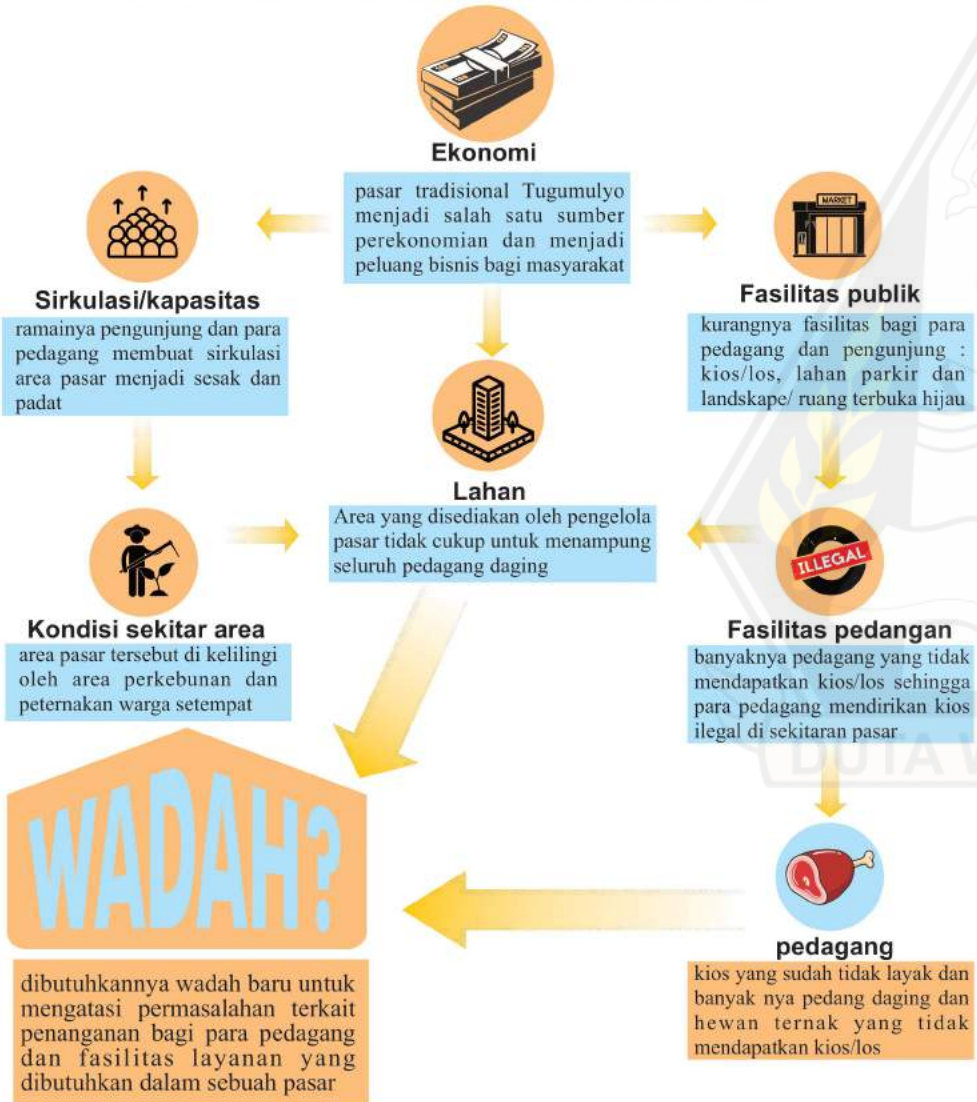 Ekonomi
pasar tradisional Tugumulyo
menjadi salah satu sumber
perekonomian dan menjadi
peluang bisnis bagi masyarakat
Sirkulasi/kapasitas
ramainya pengunjung dan para
pedagang membuat sirkulasi
area pasar menjadi sesak dan
padat
MARKET
Fasilitas publik
kurangnya fasilitas bagi para
pedagang dan pengunjung :
kios/los, lahan parkir dan
landskape/ ruang terbuka hijau
Lahan
Area yang disediakan oleh pengelola
pasar tidak cukup untuk menampung
seluruh pedagang daging
Kondisi sekitar area
area pasar tersebut di kelilingi
oleh area perkebunan dan
peternakan warga setempat
ILLEGAL
Fasilitas pedangan
banyaknya pedagang yang tidak
mendapatkan kios/los sehingga
para pedagang mendirikan kios
ilegal di sekitaran pasar
DUTA W
WADAH?
dibutuhkannya wadah baru untuk
mengatasi permasalahan terkait
penanganan bagi para pedagang
dan fasilitas layanan yang
dibutuhkan dalam sebuah pasar
pedagang
kios yang sudah tidak layak dan
banyak nya pedang daging dan
hewan ternak yang tidak
mendapatkan kios/los